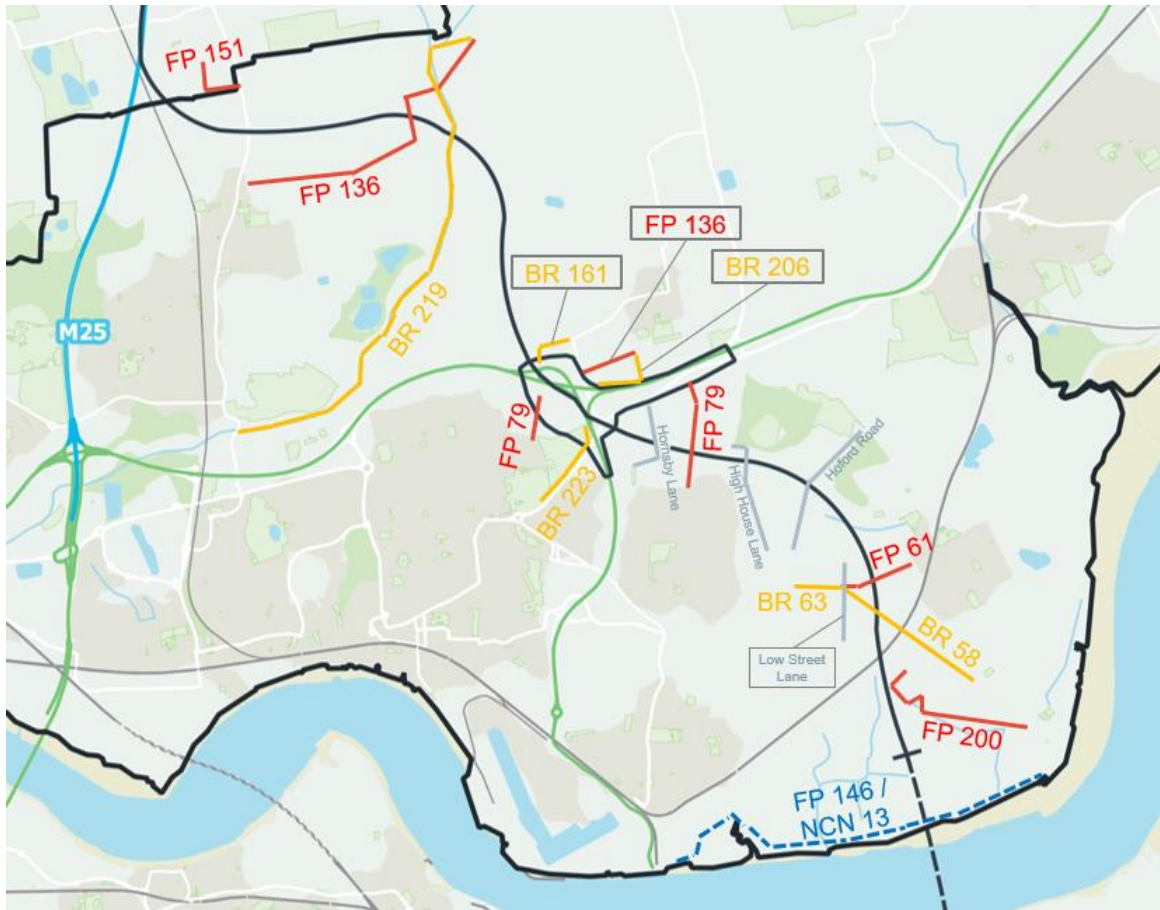 FP 151
FP 136
FP 136
BR 161
BR 206
BR 219
M25
FP 79
FP 79
Hornsby Lane
High House Lane
Hoford Road
BR 223
FP 61
BR 63
BR 58
Low Street
Lane
FP 200
FP 146 /
NCN 13